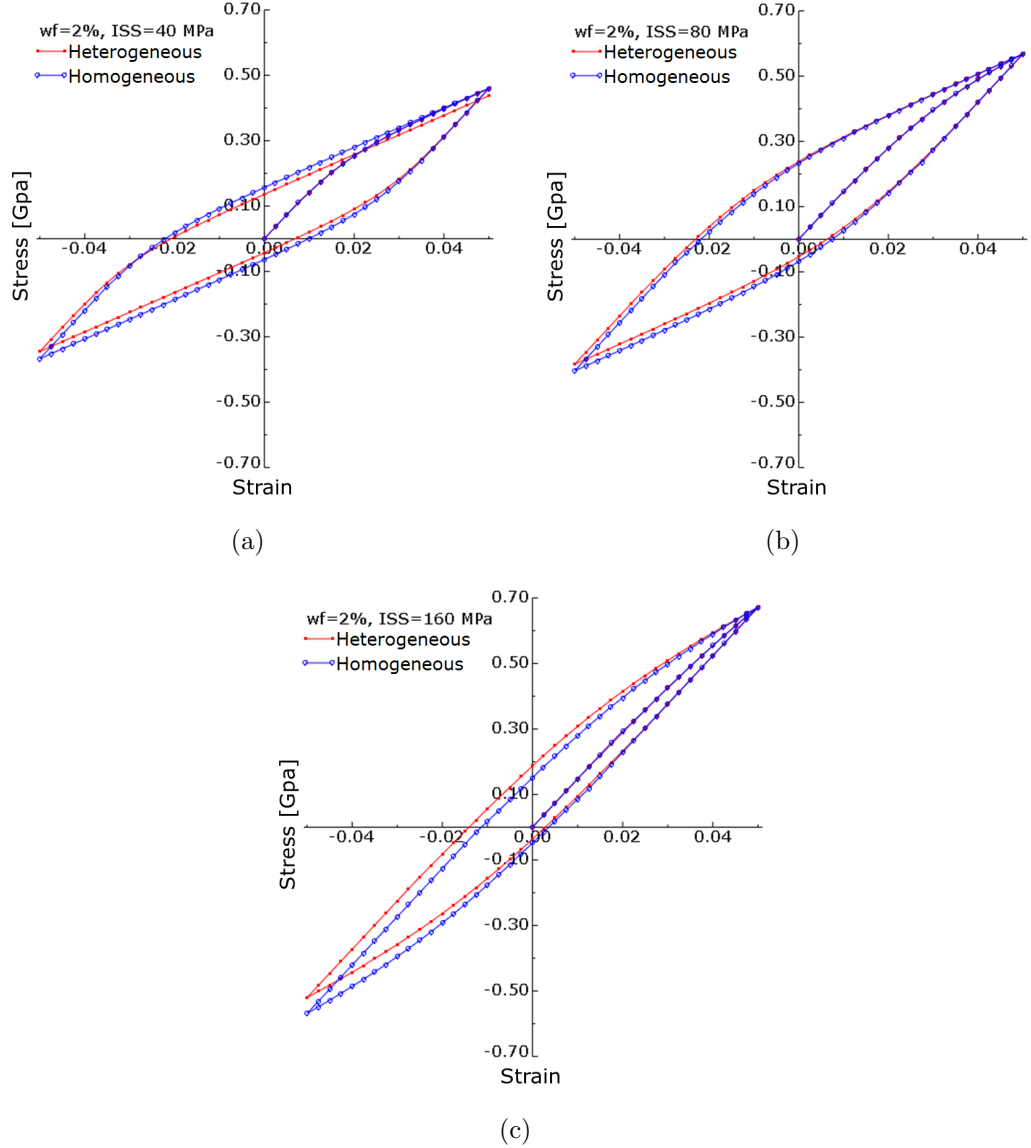 0.70
wf=2%, ISS=40 MPa
Heterogeneous
Homogeneous
0.50
0.30
0.10
-0.04
-0.02
0.00
0.02
0.04
-0.10
-0.30
-0.50
-0.70
Stress [Gpa]
Strain
(a)
0.70
wf=2%, ISS=80 MPa
Heterogeneous
Homogeneous
0.50
0.30
0.10
-0.04
-0.02
0.00
0.02
0.04
-0.10
-0.30
-0.50
-0.70
Stress [Gpa]
Strain
(b)
0.70
wf=2%, ISS=160 MPa
Heterogeneous
Homogeneous
0.50
0.30
0.10
-0.04
-0.02
0.00
0.02
0.04
-0.10
-0.30
-0.50
-0.70
Stress [Gpa]
Strain
(c)